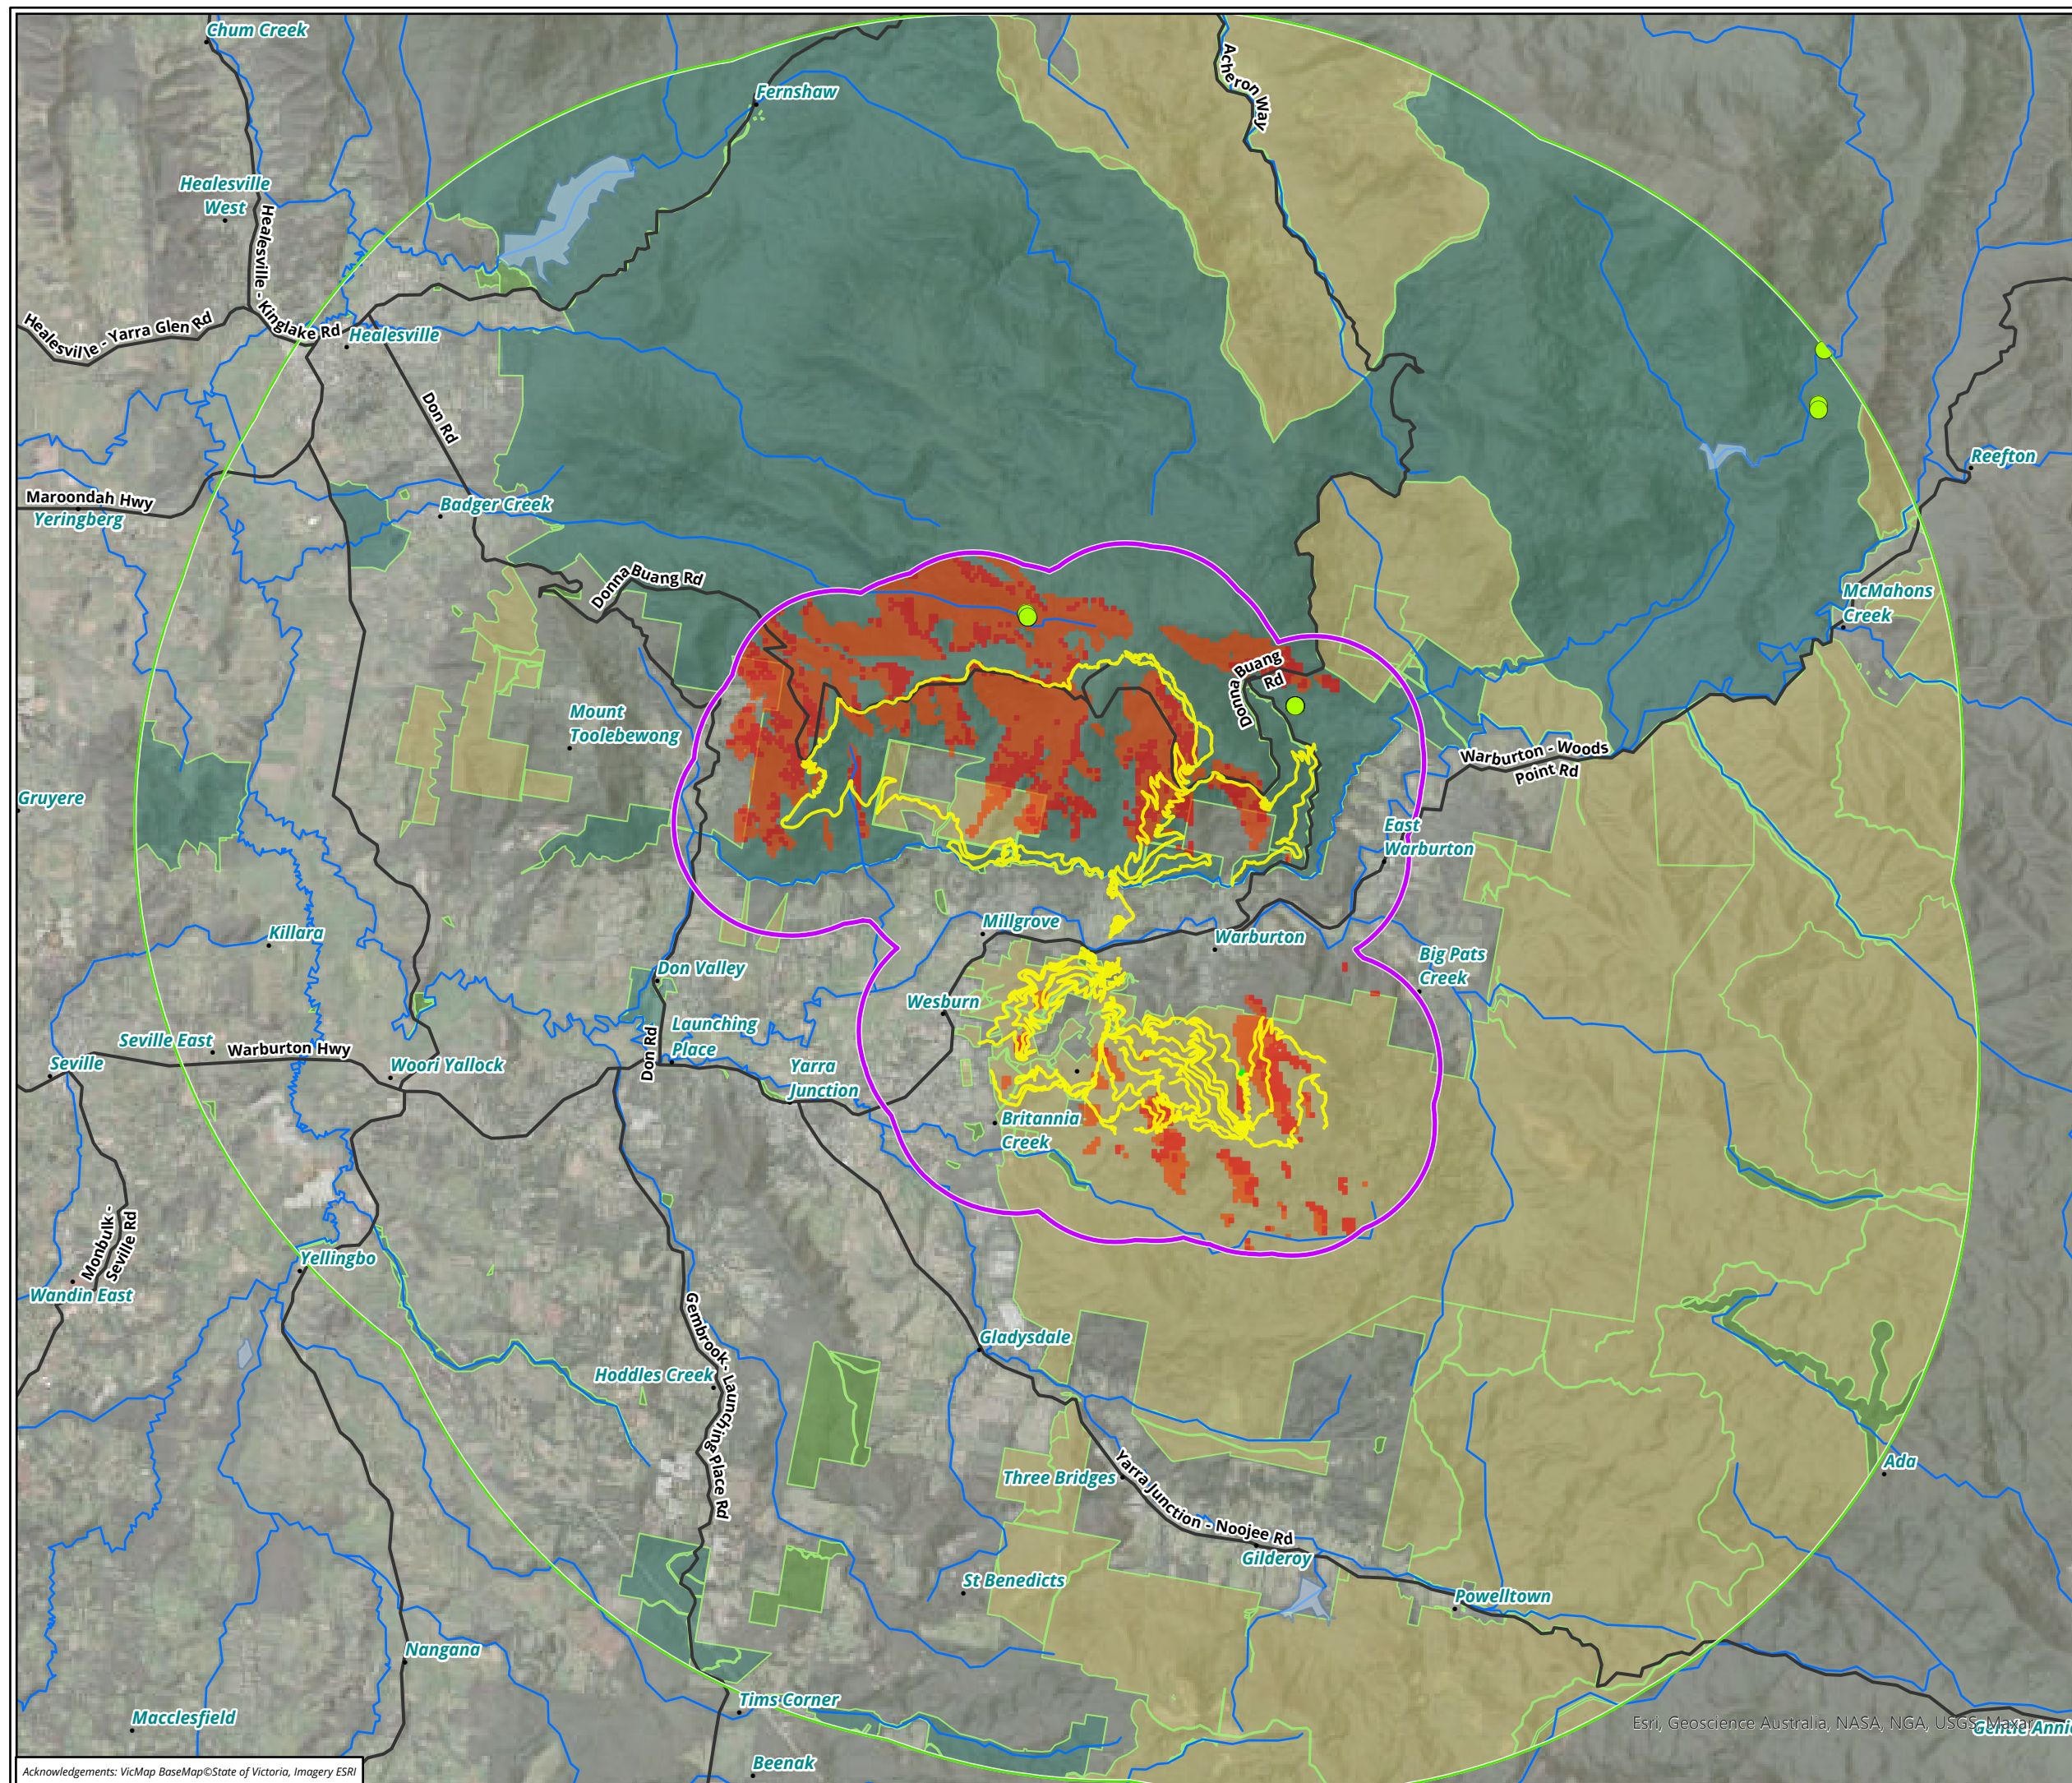 Chum Creek
Acheron Way
Fernshaw
Healesville
West
Healesville - Kinglake Rd
Healesville - Yarra Glen Rd
Healesville
Don Rd
Reefton
Maroondah Hwy
Yeringberg
Badger Creek
Donna Buang Rd
McMahons
Creek
Donna Buang
Rd
Mount
Toolebewong
Warburton - Woods
Point Rd
Gruyere
East
Warburton
Millgrove
Killara
Warburton
Big Pats
Creek
Don Valley
Wesburn
Launching
Place
Seville East
Warburton Hwy
Don Rd
Seville
Woori Yallock
Yarra
Junction
Britannia
Creek
Monbulk -
Seville Rd
Yellingbo
Wandin East
Gembrook - Launching Place Rd
Gladysdale
Hoddles Creek
Three Bridges
Yarra Junction - Noojee Rd
Ada
Gilderoy
St Benedicts
Powelltown
Nangana
Tims Corner
Macclesfield
Esri, Geoscience Australia, NASA, NGA, USGS, Maxar
Gentle Annie
Beenak
Acknowledgements: VicMap BaseMap©State of Victoria, Imagery ESRI